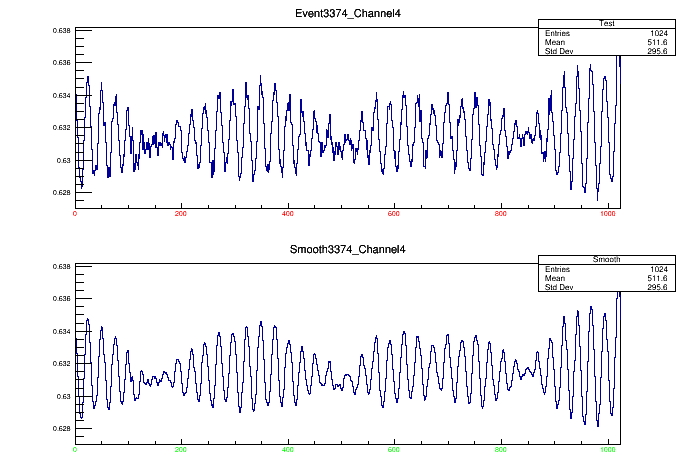 Event3374_Channel4
Test
Entries 1024
Mean 511.6
Std Dev 295.6
0.638
0.636
0.634
0.632
0.63
0.628
0 200 400 600 800 1000
Smooth3374_Channel4
Smooth
Entries 1024
Mean 511.6
Std Dev 295.6
0.638
0.636
0.634
0.632
0.63
0.628
0 200 400 600 800 1000